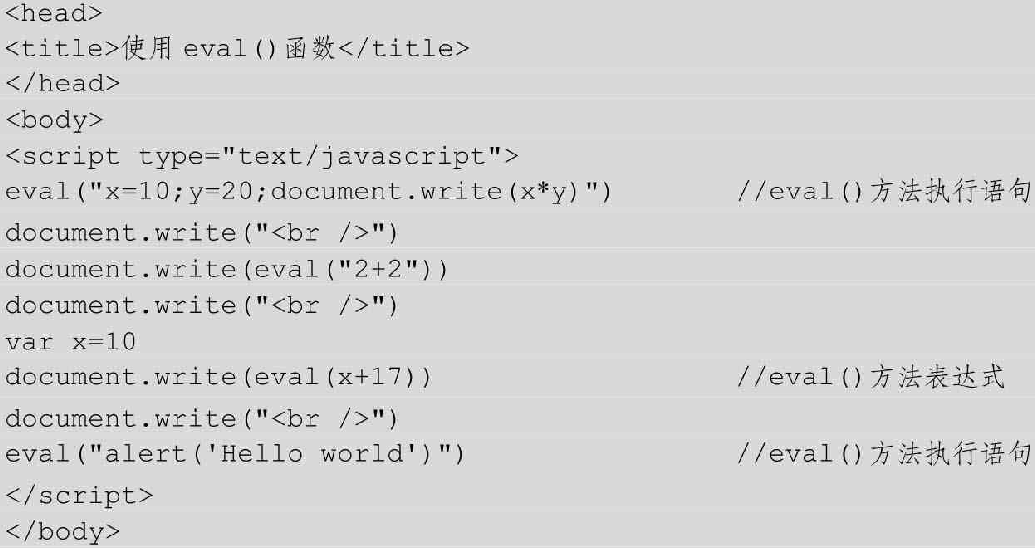 <head>
<title>使用 eval()函数</title>
</head>
<body>
<script type="text/javascript">
eval("x=10;y=20;document.write(x*y)") //eval()方法执行语句
document.write("<br />")
document.write(eval("2+2"))
document.write("<br />")
var x=10
document.write(eval(x+17)) //eval()方法表达式
document.write("<br />")
eval("alert('Hello world')") //eval()方法执行语句
</script>
</body>